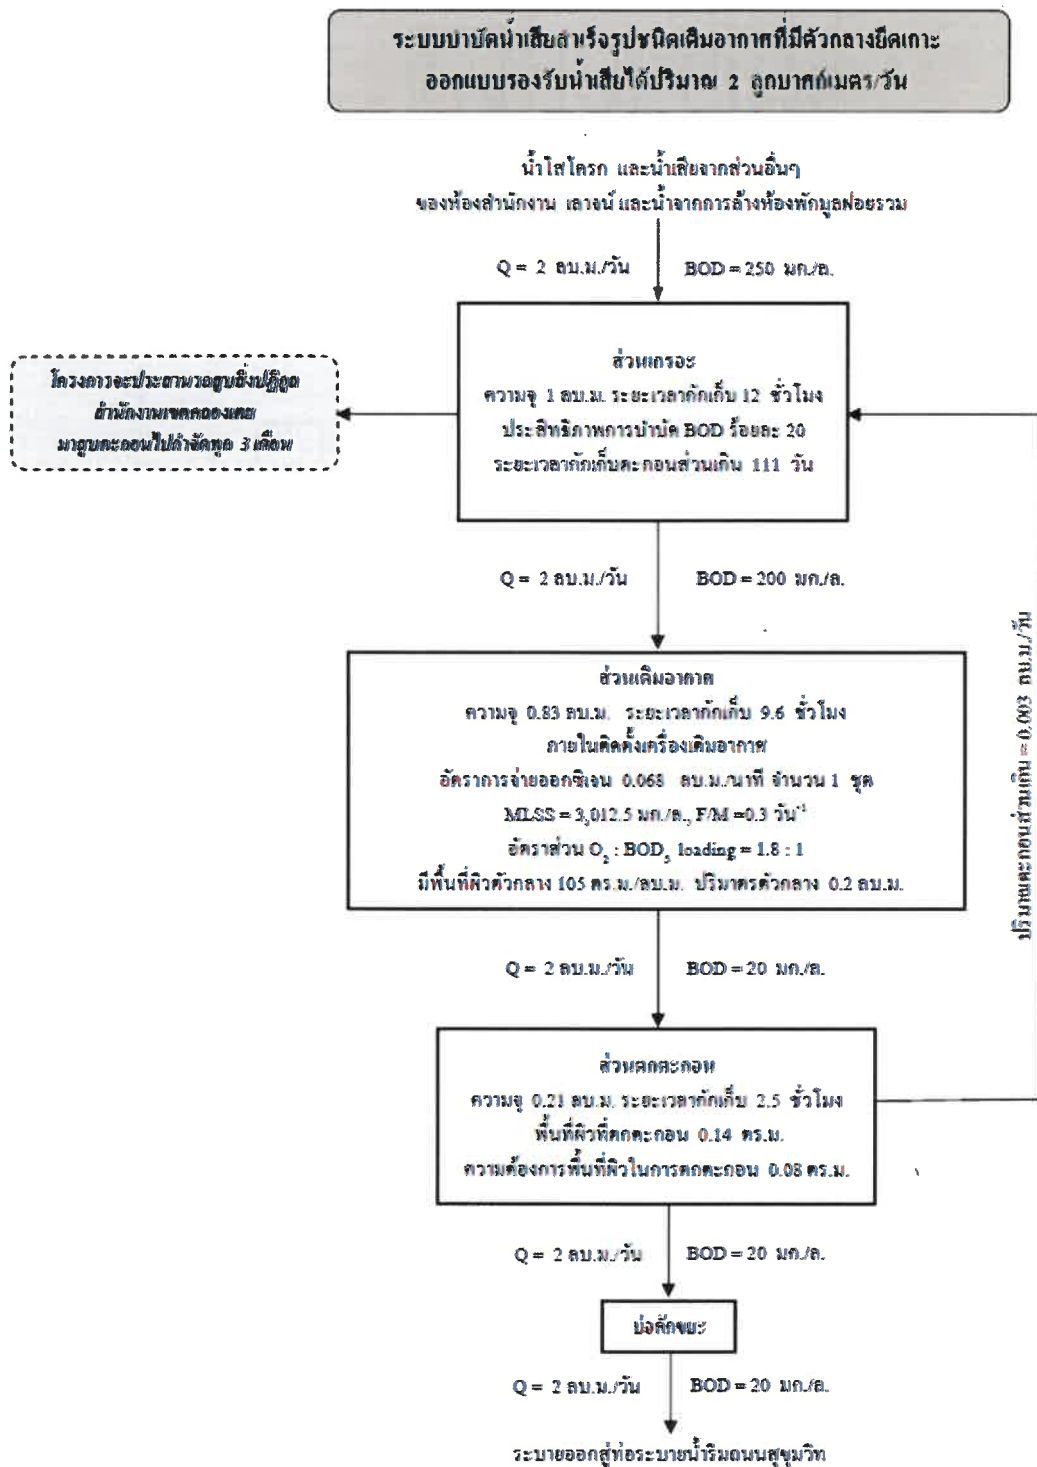 ระบบบำบัดน้ำเสียสำเร็จรูปชนิดเติมอากาศที่มีตัวกลางยึดเกาะ
ออกแบบรองรับน้ำเสียได้ปริมาณ 2 ลูกบาศก์เมตร/วัน
น้ำโสโครก และน้ำเสียจากส่วนอื่นๆ
ของห้องสำนักงาน เลาจน์ และน้ำจากการล้างห้องพักมูลฝอยรวม
Q = 2 ลบ.ม./วัน BOD = 250 มก./ล.
ส่วนเกรอะ
ความจุ 1 ลบ.ม. ระยะเวลากักเก็บ 12 ชั่วโมง
ประสิทธิภาพการบำบัด BOD ร้อยละ 20
ระยะเวลากักเก็บตะกอนส่วนเกิน 111 วัน
โครงการจะประสานรถสูบสิ่งปฏิกูล
สำนักงานเขตคลองเตย
มาสูบตะกอนไปกำจัดทุก 3 เดือน
Q = 2 ลบ.ม./วัน BOD = 200 มก./ล.
ส่วนเติมอากาศ
ความจุ 0.83 ลบ.ม. ระยะเวลากักเก็บ 9.6 ชั่วโมง
ภายในติดตั้งเครื่องเติมอากาศ
อัตราการจ่ายออกซิเจน 0.068 ลบ.ม./นาที จำนวน 1 ชุด
MLSS = 3,012.5 มก./ล., F/M =0.3 วัน⁻¹
อัตราส่วน O₂ : BOD₅ loading = 1.8 : 1
มีพื้นที่ผิวตัวกลาง 105 ตร.ม./ลบ.ม. ปริมาตรตัวกลาง 0.2 ลบ.ม.
ปริมาณตะกอนส่วนเกิน = 0.003 ลบ.ม./วัน
Q = 2 ลบ.ม./วัน BOD = 20 มก./ล.
ส่วนตกตะกอน
ความจุ 0.21 ลบ.ม. ระยะเวลากักเก็บ 2.5 ชั่วโมง
พื้นที่ผิวที่ตกตะกอน 0.14 ตร.ม.
ความต้องการพื้นที่ผิวในการตกตะกอน 0.08 ตร.ม.
Q = 2 ลบ.ม./วัน BOD = 20 มก./ล.
บ่อดักขยะ
Q = 2 ลบ.ม./วัน BOD = 20 มก./ล.
ระบายออกสู่ท่อระบายน้ำริมถนนสุขุมวิท